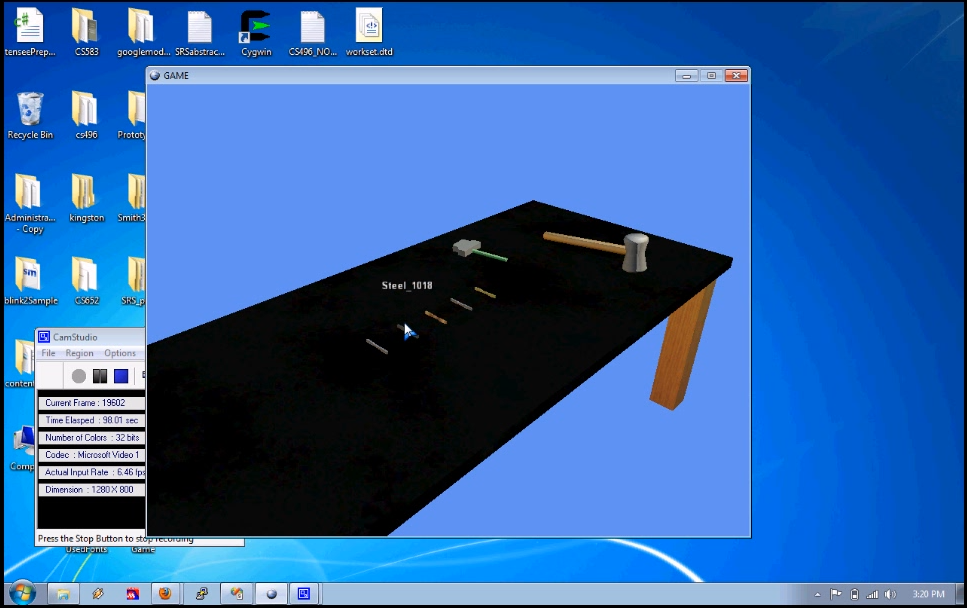 tenseePrep...
CS583
googlemod...
SRSabstrac...
Cygwin
CS496_NO...
workset.dtd
GAME
Recycle Bin
cs496
Prototy
Administra...
- Copy
kingston
Smith3
Steel_1018
blink2Sample
CS652
SRS_p
CamStudio
File Region Options
conten
Current Frame : 19602
Time Elasped : 98.01 sec
Number of Colors : 32 bits
Codec : Microsoft Video 1
Comp
Actual Input Rate : 6.46 fps
Dimension : 1280 X 800
Press the Stop Button to stop recording
UsedFonts
Game
3:20 PM